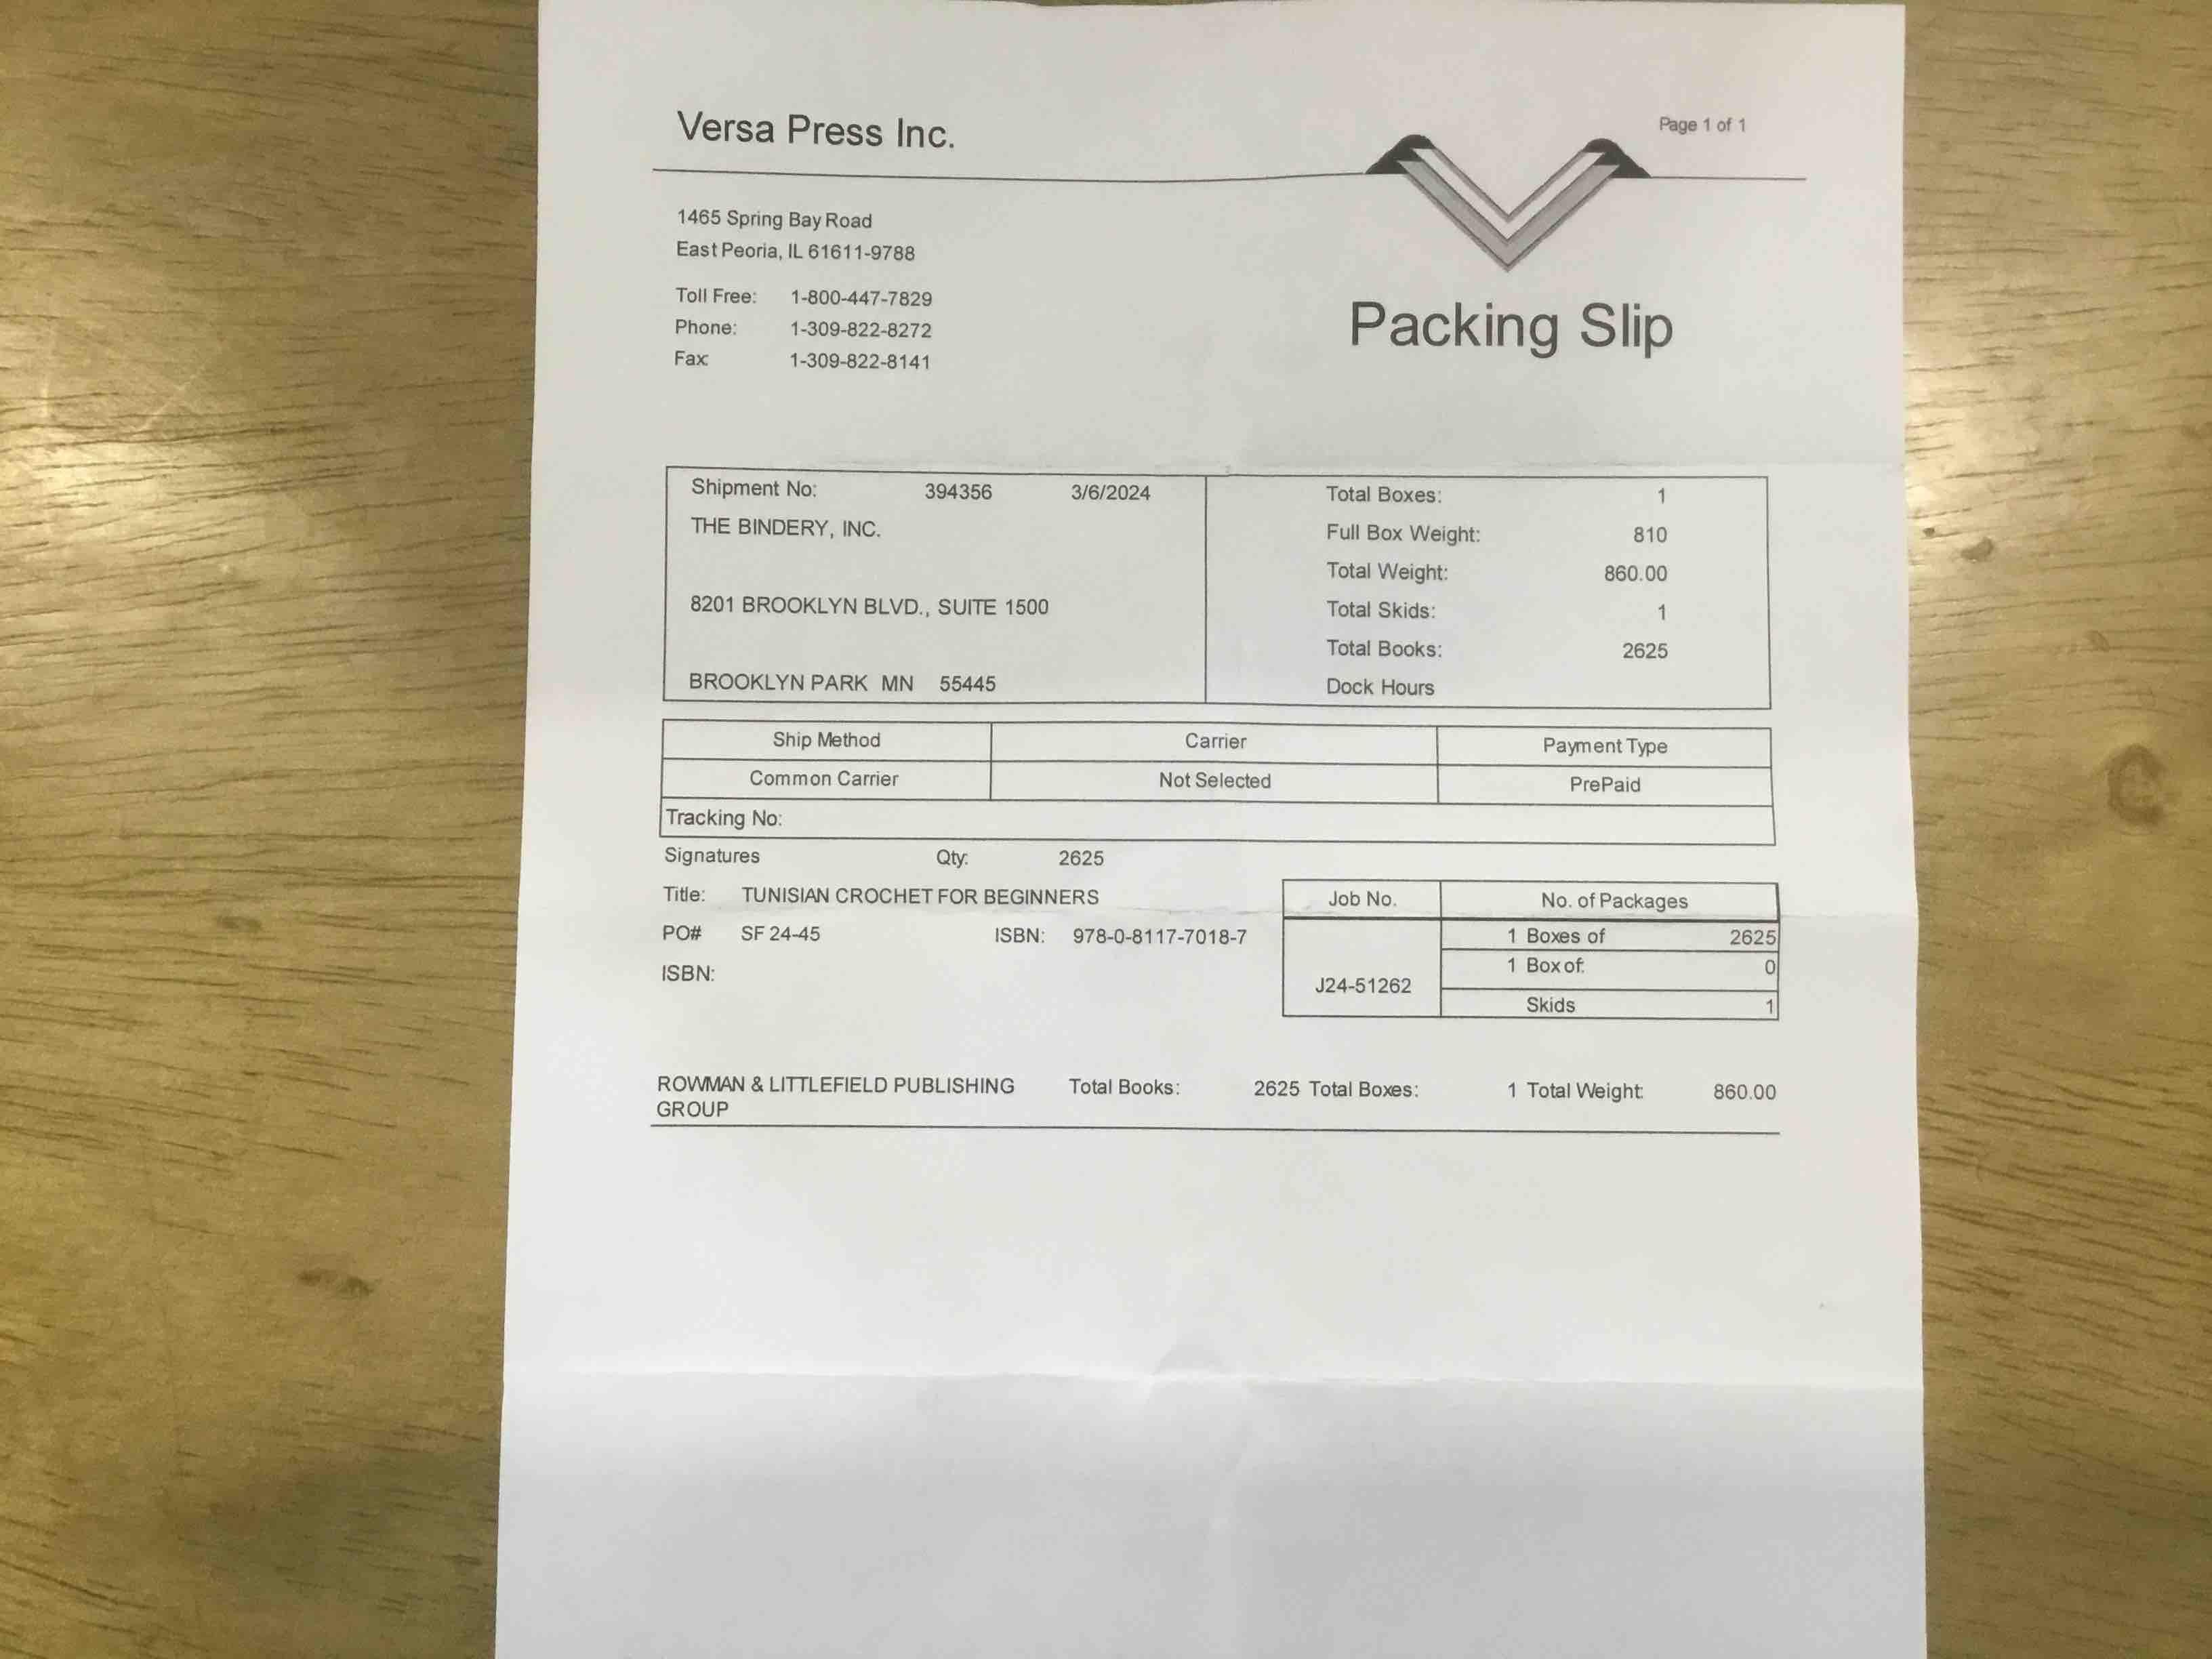 Versa Press Inc.
Page 1 of 1
1465 Spring Bay Road
East Peoria, IL 61611-9788
Toll Free: 1-800-447-7829
Phone: 1-309-822-8272
Fax: 1-309-822-8141
Packing Slip
Shipment No: 394356 3/6/2024
THE BINDERY, INC.
8201 BROOKLYN BLVD., SUITE 1500
BROOKLYN PARK MN 55445
Total Boxes: 1
Full Box Weight: 810
Total Weight: 860.00
Total Skids: 1
Total Books: 2625
Dock Hours
Ship Method Carrier Payment Type
Common Carrier Not Selected PrePaid
Tracking No:
Signatures Qty: 2625
Title: TUNISIAN CROCHET FOR BEGINNERS
PO# SF 24-45 ISBN: 978-0-8117-7018-7
ISBN:
Job No. No. of Packages
J24-51262
1 Boxes of 2625
1 Box of: 0
Skids 1
ROWMAN & LITTLEFIELD PUBLISHING Total Books: 2625 Total Boxes: 1 Total Weight: 860.00
GROUP